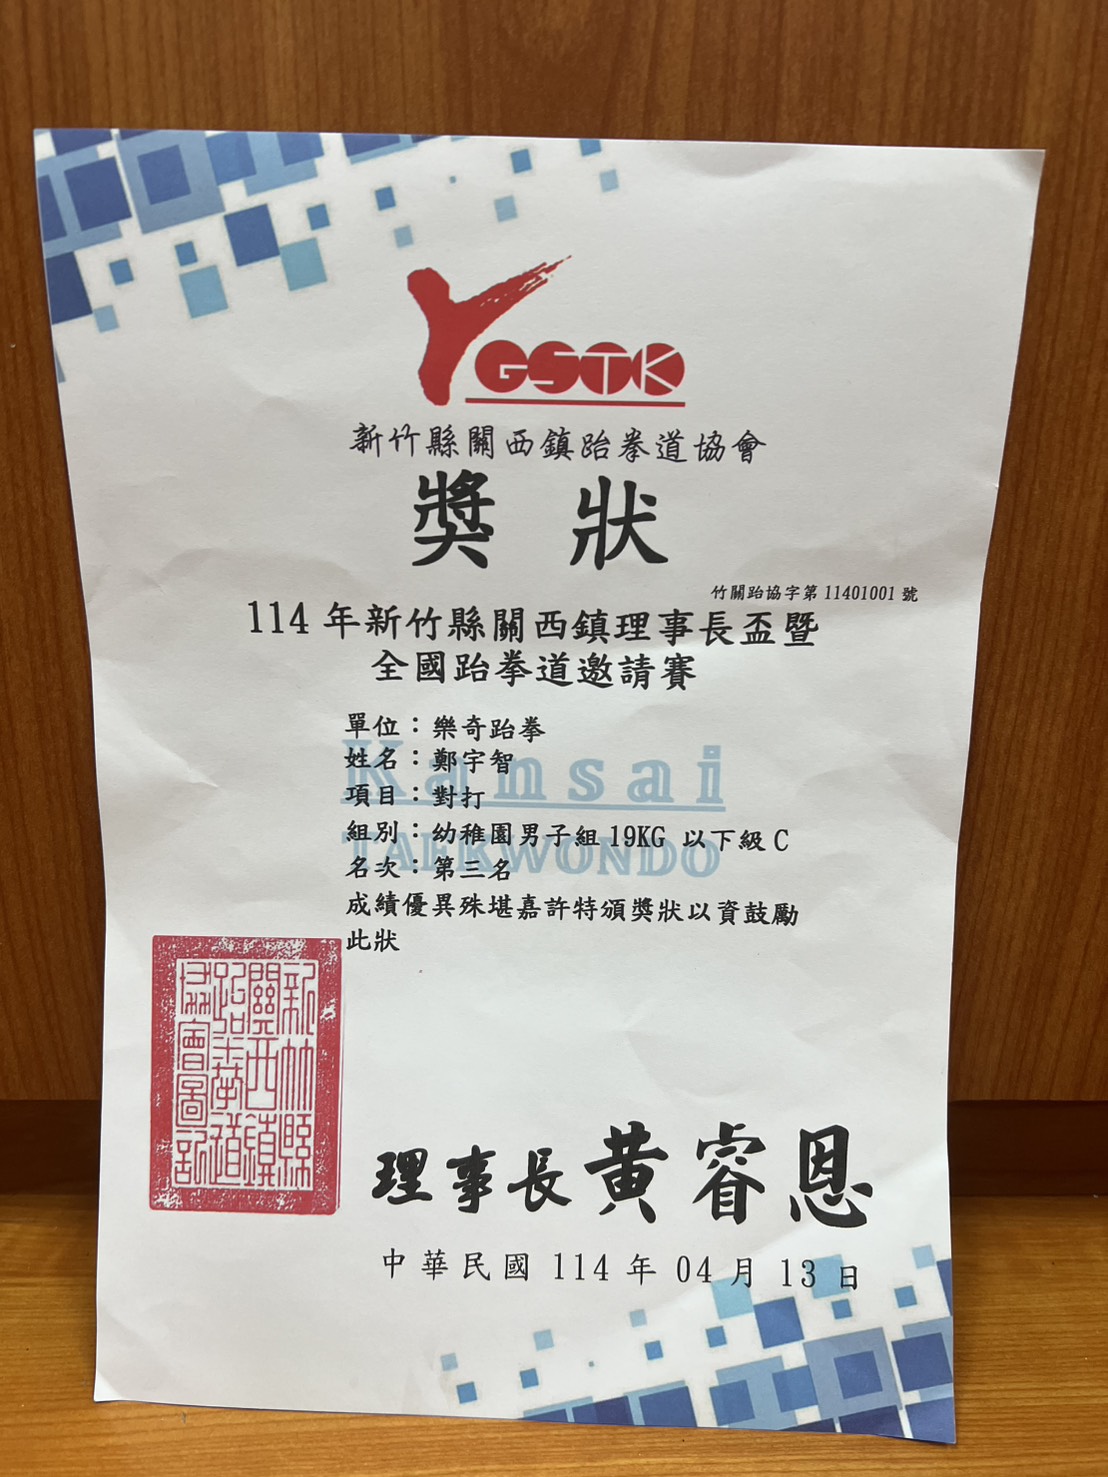 GSTK
新竹縣關西鎮跆拳道協會
獎狀
竹關跆協字第 11401001 號
114 年新竹縣關西鎮理事長盃暨
全國跆拳道邀請賽
單位：樂奇跆拳
姓名：鄭宇智
項目：對打
組別：幼稚園男子組 19KG 以下級 C
名次：第三名
成績優異殊堪嘉許特頒獎狀以資鼓勵
此狀
Kansai
TAEKWONDO
新竹縣
關西鎮
跆拳道
協會圖記
理事長 黃睿恩
中華民國 114 年 04 月 13 日